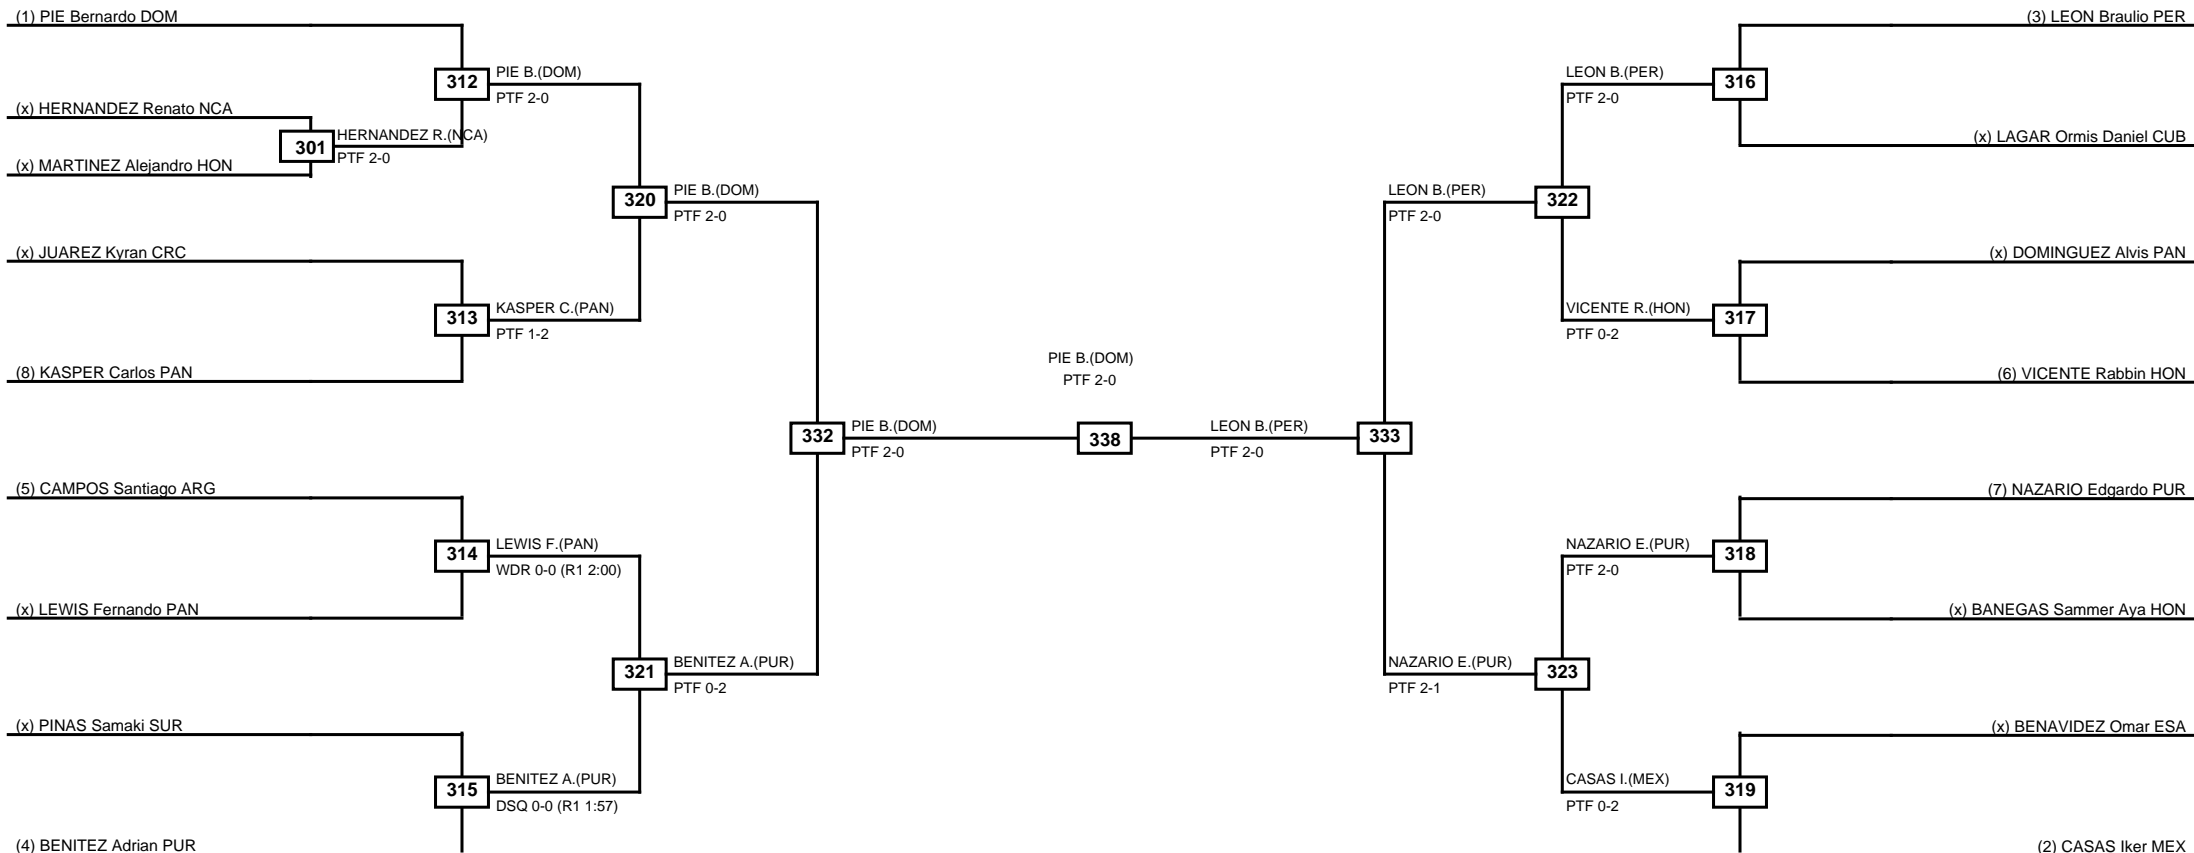 (1) PIE Bernardo DOM
(x) HERNANDEZ Renato NCA
(x) MARTINEZ Alejandro HON
(x) JUAREZ Kyran CRC
(8) KASPER Carlos PAN
(5) CAMPOS Santiago ARG
(x) LEWIS Fernando PAN
(x) PINAS Samaki SUR
(4) BENITEZ Adrian PUR
301
HERNANDEZ R.(NCA)
PTF 2-0
312
PIE B.(DOM)
PTF 2-0
313
KASPER C.(PAN)
PTF 1-2
314
LEWIS F.(PAN)
WDR 0-0 (R1 2:00)
315
BENITEZ A.(PUR)
DSQ 0-0 (R1 1:57)
320
PIE B.(DOM)
PTF 2-0
321
BENITEZ A.(PUR)
PTF 0-2
332
PIE B.(DOM)
PTF 2-0
PIE B.(DOM)
PTF 2-0
338
LEON B.(PER)
PTF 2-0
333
LEON B.(PER)
PTF 2-0
322
NAZARIO E.(PUR)
PTF 2-1
323
LEON B.(PER)
PTF 2-0
316
VICENTE R.(HON)
PTF 0-2
317
NAZARIO E.(PUR)
PTF 2-0
318
CASAS I.(MEX)
PTF 0-2
319
(3) LEON Braulio PER
(x) LAGAR Ormis Daniel CUB
(x) DOMINGUEZ Alvis PAN
(6) VICENTE Rabbin HON
(7) NAZARIO Edgardo PUR
(x) BANEGAS Sammer Aya HON
(x) BENAVIDEZ Omar ESA
(2) CASAS Iker MEX